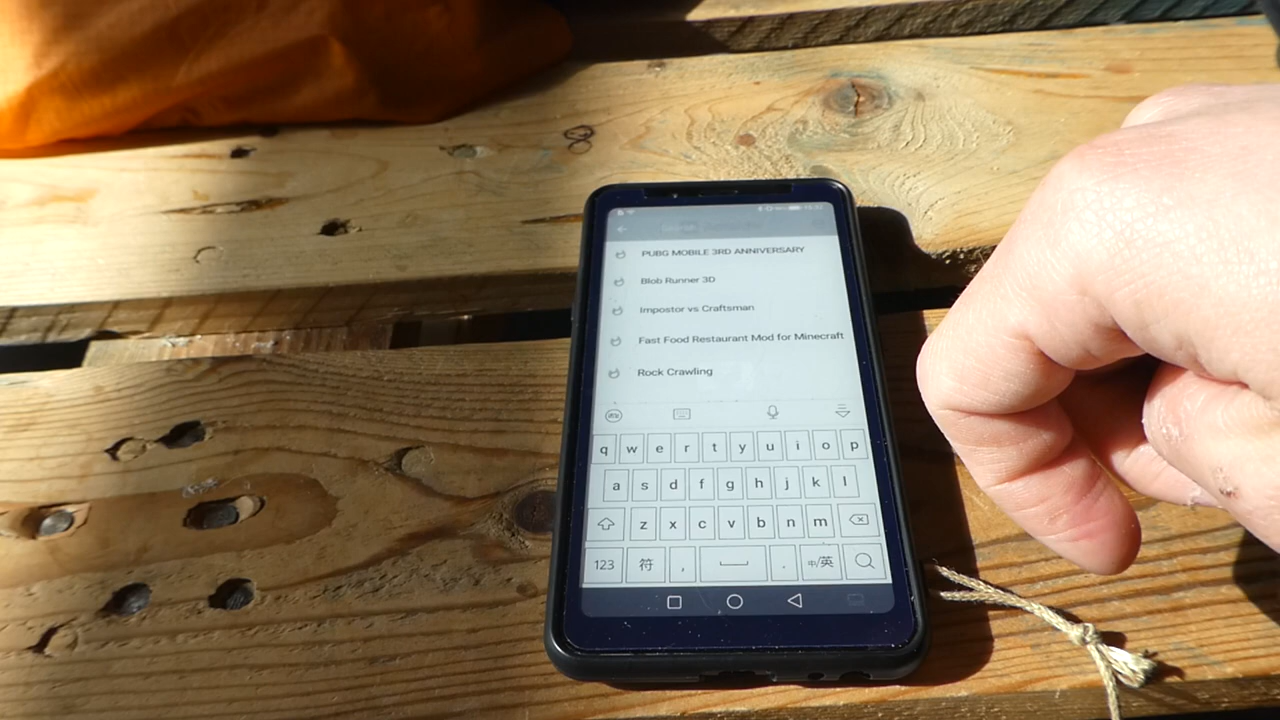 PUBG MOBILE 3RD ANNIVERSARY
Blob Runner 3D
Impostor vs Craftsman
Fast Food Restaurant Mod for Minecraft
Rock Crawling
q w e r t y u i o p
a s d f g h j k l
z x c v b n m
123 符 , . 中/英